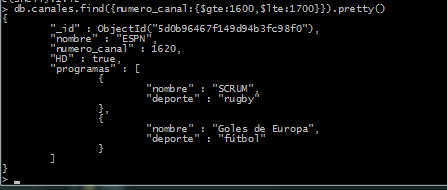 > db.canales.find({numero_canal:{$gte:1600,$lte:1700}}).pretty()
{
"_id" : ObjectId("5d0b96467f149d94b3fc98f0"),
"nombre" : "ESPN",
"numero_canal" : 1620,
"HD" : true,
"programas" : [
{
"nombre" : "SCRUM",
"deporte" : "rugby"
},
{
"nombre" : "Goles de Europa",
"deporte" : "fútbol"
}
]
}
>